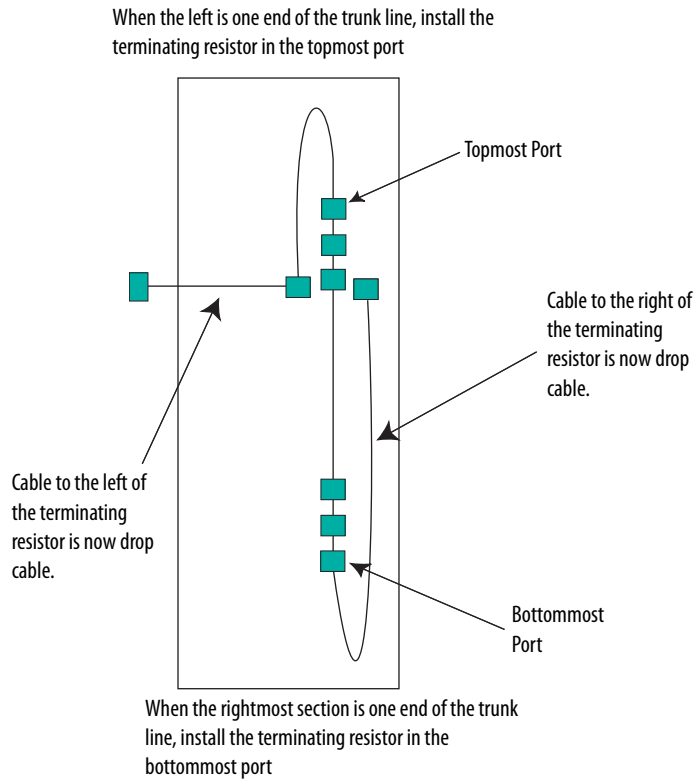 When the left is one end of the trunk line, install the
terminating resistor in the topmost port
Topmost Port
Cable to the right of
the terminating
resistor is now drop
cable.
Cable to the left of
the terminating
resistor is now drop
cable.
Bottommost
Port
When the rightmost section is one end of the trunk
line, install the terminating resistor in the
bottommost port